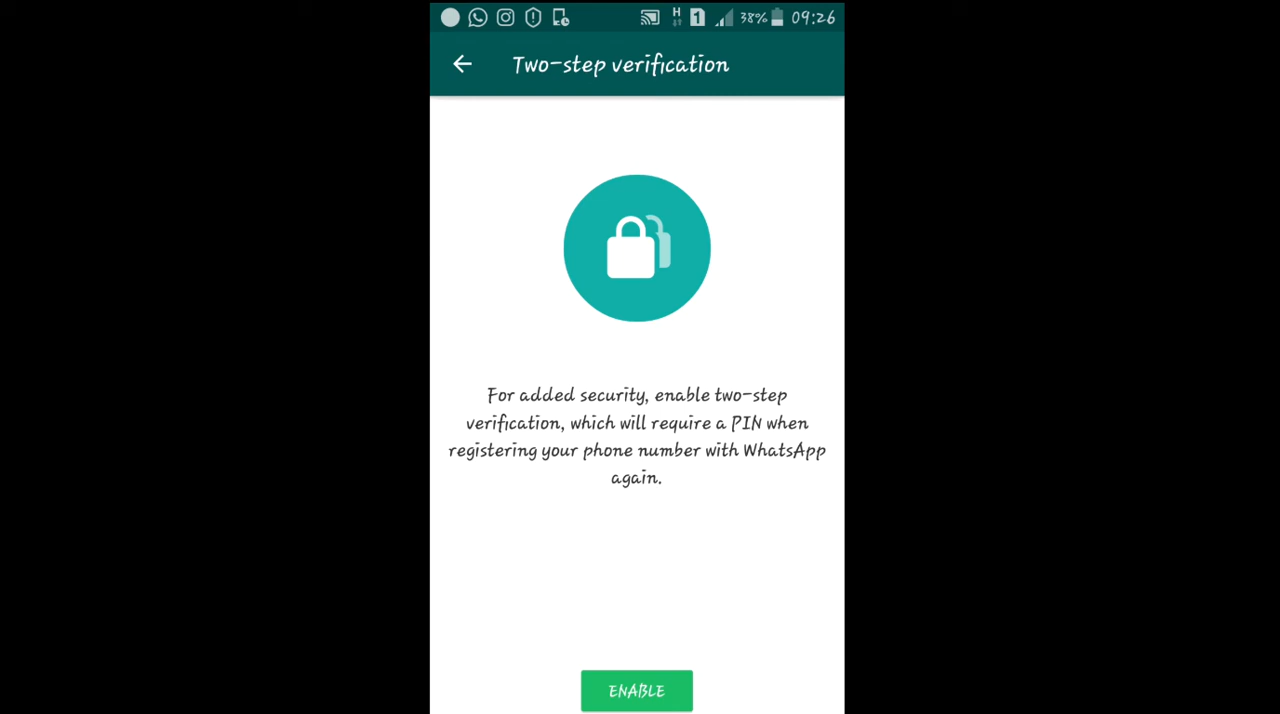 H 1 38% 09:26
Two-step verification
For added security, enable two-step
verification, which will require a PIN when
registering your phone number with WhatsApp
again.
ENABLE